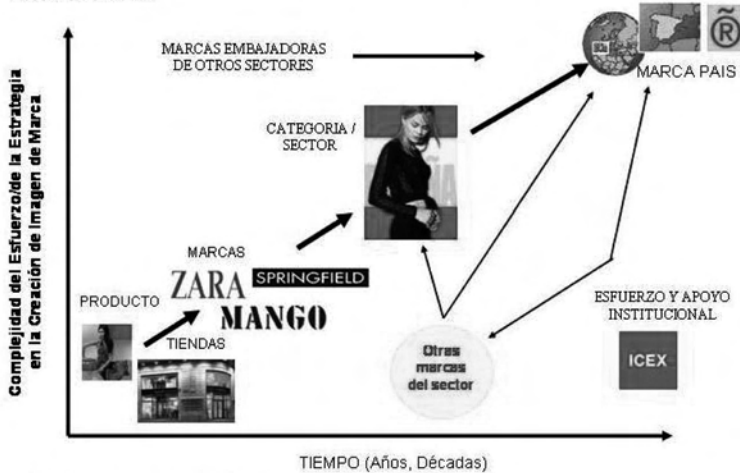 MARCAS EMBAJADORAS
DE OTROS SECTORES
MARCA PAIS
CATEGORIA /
SECTOR
MARCAS
ZARA
SPRINGFIELD
MANGO
PRODUCTO
TIENDAS
Otras
marcas
del sector
ESFUERZO Y APOYO
INSTITUCIONAL
ICEX
Complejidad del Esfuerzo/de la Estrategia
en la Creación de Imagen de Marca
TIEMPO (Años, Décadas)
Ñ
®